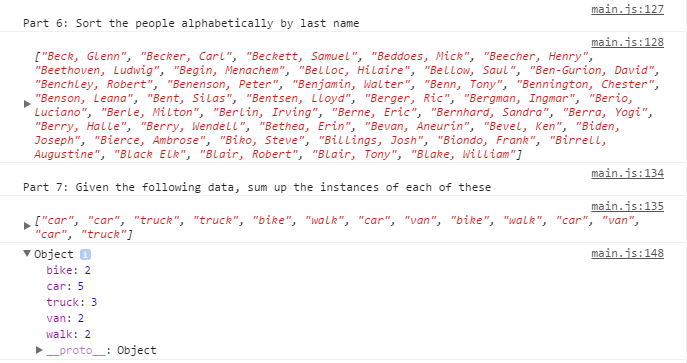 main.js:127
Part 6: Sort the people alphabetically by last name
main.js:128
["Beck, Glenn", "Becker, Carl", "Beckett, Samuel", "Beddoes, Mick", "Beecher, Henry",
"Beethoven, Ludwig", "Begin, Menachem", "Belloc, Hilaire", "Bellow, Saul", "Ben-Gurion, David",
"Benchley, Robert", "Benenson, Peter", "Benjamin, Walter", "Benn, Tony", "Bennington, Chester",
"Benson, Leana", "Bent, Silas", "Bentsen, Lloyd", "Berger, Ric", "Bergman, Ingmar", "Berio,
Luciano", "Berle, Milton", "Berlin, Irving", "Berne, Eric", "Bernhard, Sandra", "Berra, Yogi",
"Berry, Halle", "Berry, Wendell", "Bethea, Erin", "Bevan, Aneurin", "Bevel, Ken", "Biden,
Joseph", "Bierce, Ambrose", "Biko, Steve", "Billings, Josh", "Biondo, Frank", "Birrell,
Augustine", "Black Elk", "Blair, Robert", "Blair, Tony", "Blake, William"]
main.js:134
Part 7: Given the following data, sum up the instances of each of these
main.js:135
["car", "car", "truck", "truck", "bike", "walk", "car", "van", "bike", "walk", "car", "van",
"car", "truck"]
main.js:148
Object i
bike: 2
car: 5
truck: 3
van: 2
walk: 2
__proto__: Object